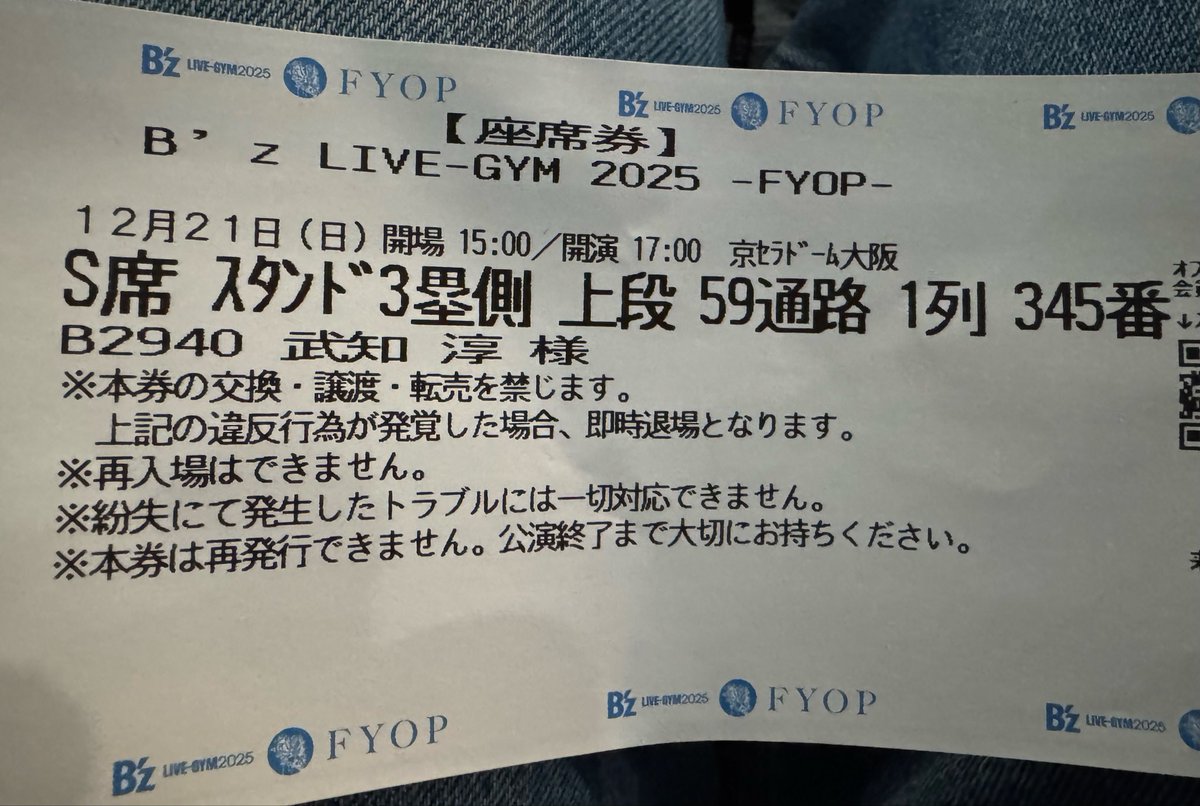 B'z LIVE-GYM2025 FYOP
B'z LIVE-GYM2025 FYOP
B'z LIVE-GYM2025
【座席券】
B'z LIVE-GYM 2025 -FYOP-
12月21日(日) 開場 15:00/開演 17:00 京ｾﾗﾄﾞｰﾑ大阪
S席 ｽﾀﾝﾄﾞ3塁側 上段 59通路 1列 345番
B2940 武知 淳 様
※本券の交換・譲渡・転売を禁じます。
上記の違反行為が発覚した場合、即時退場となります。
※再入場はできません。
※紛失にて発生したトラブルには一切対応できません。
※本券は再発行できません。公演終了まで大切にお持ちください。
B'z LIVE-GYM2025 FYOP
B'z LIVE-GYM2025 FYOP
B'z LIVE-GYM2025